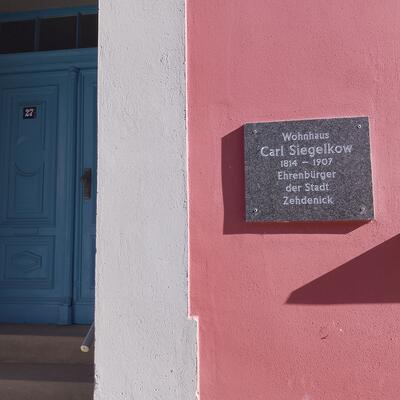 27
Wohnhaus
Carl Siegelkow
1814 – 1907
Ehrenbürger
der Stadt
Zehdenick